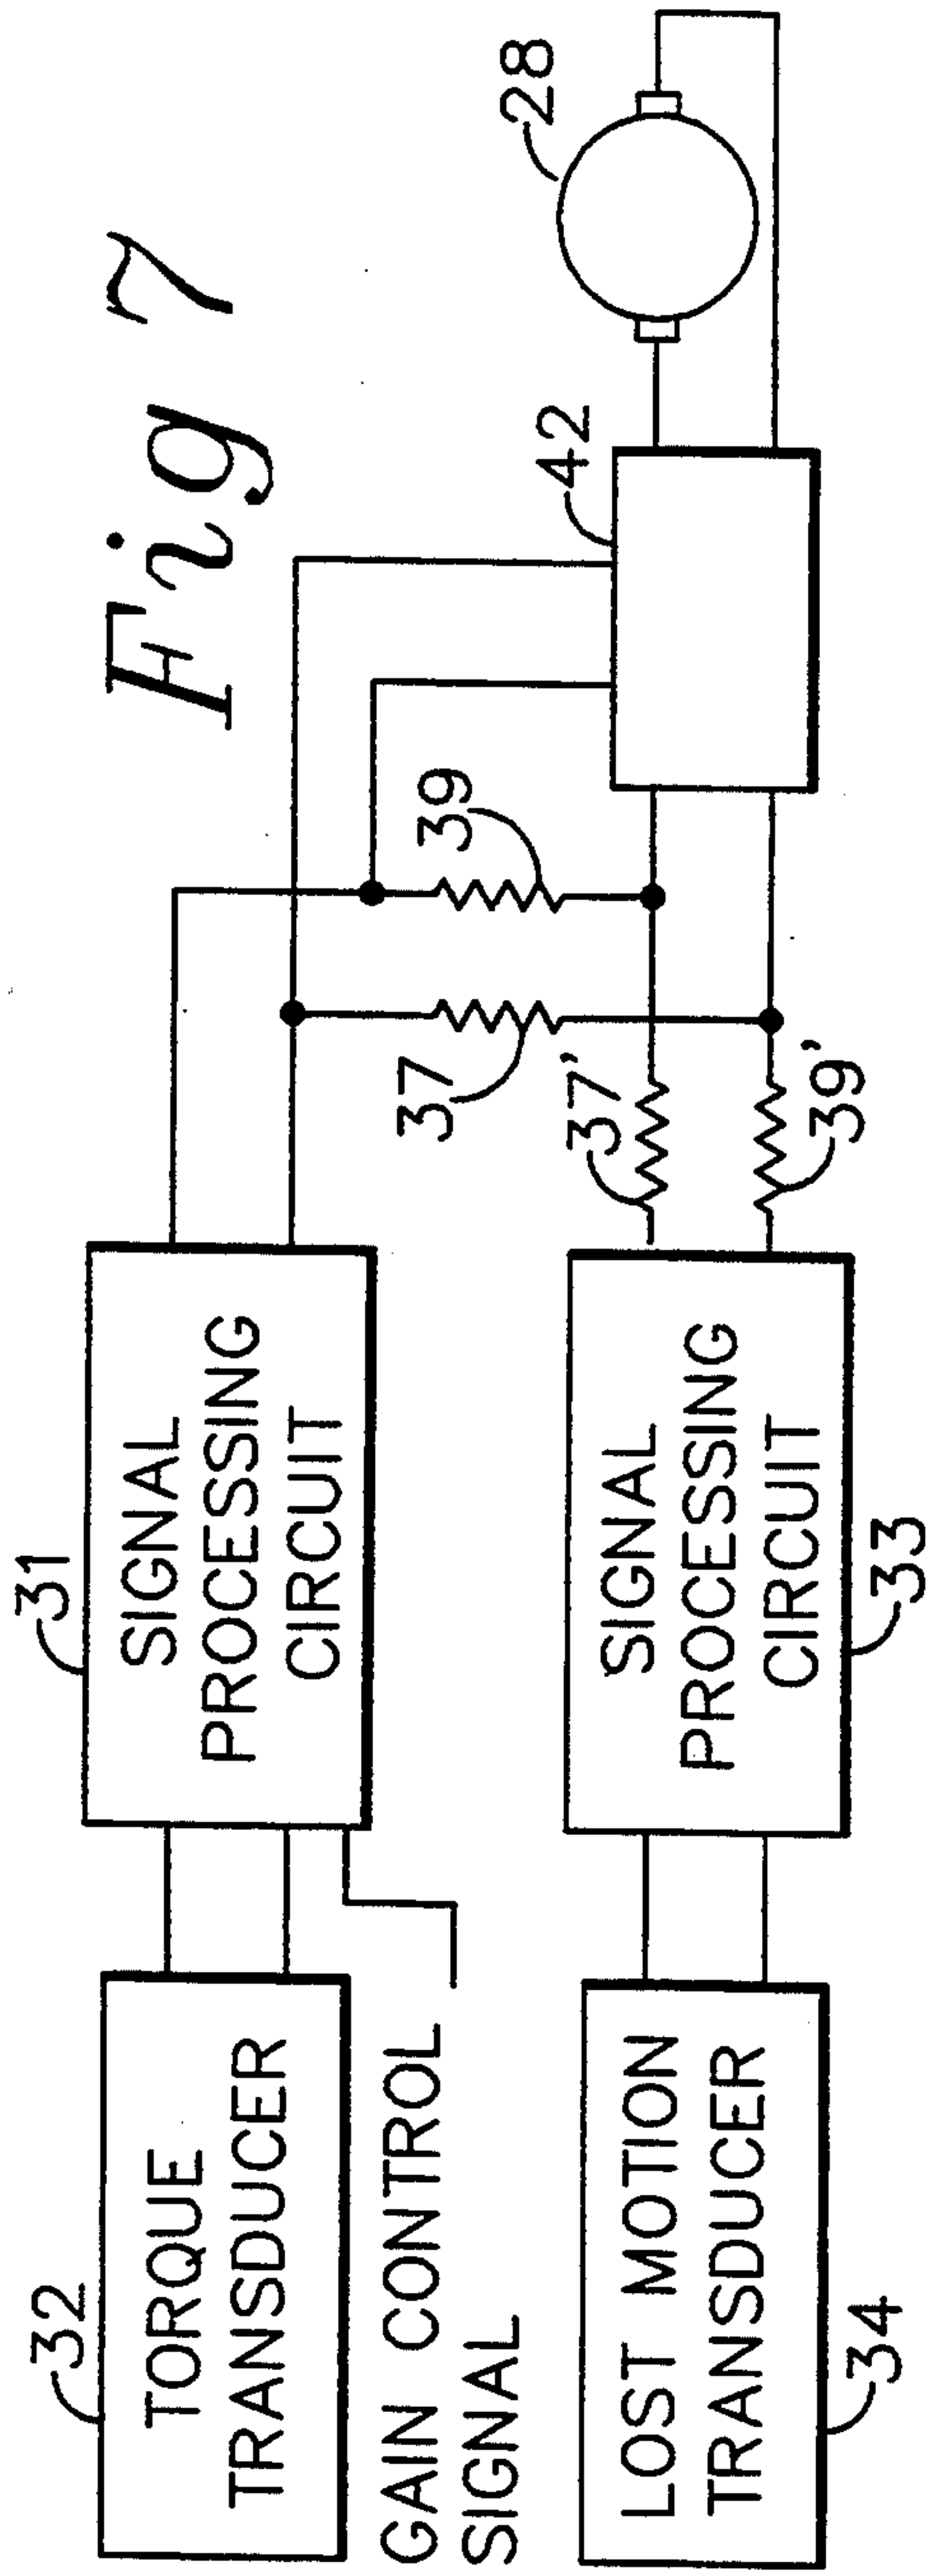 Fig 7
32
TORQUE
TRANSDUCER
31
SIGNAL
PROCESSING
CIRCUIT
GAIN CONTROL
SIGNAL
34
LOST MOTION
TRANSDUCER
33
SIGNAL
PROCESSING
CIRCUIT
37
39
37'
39'
42
28